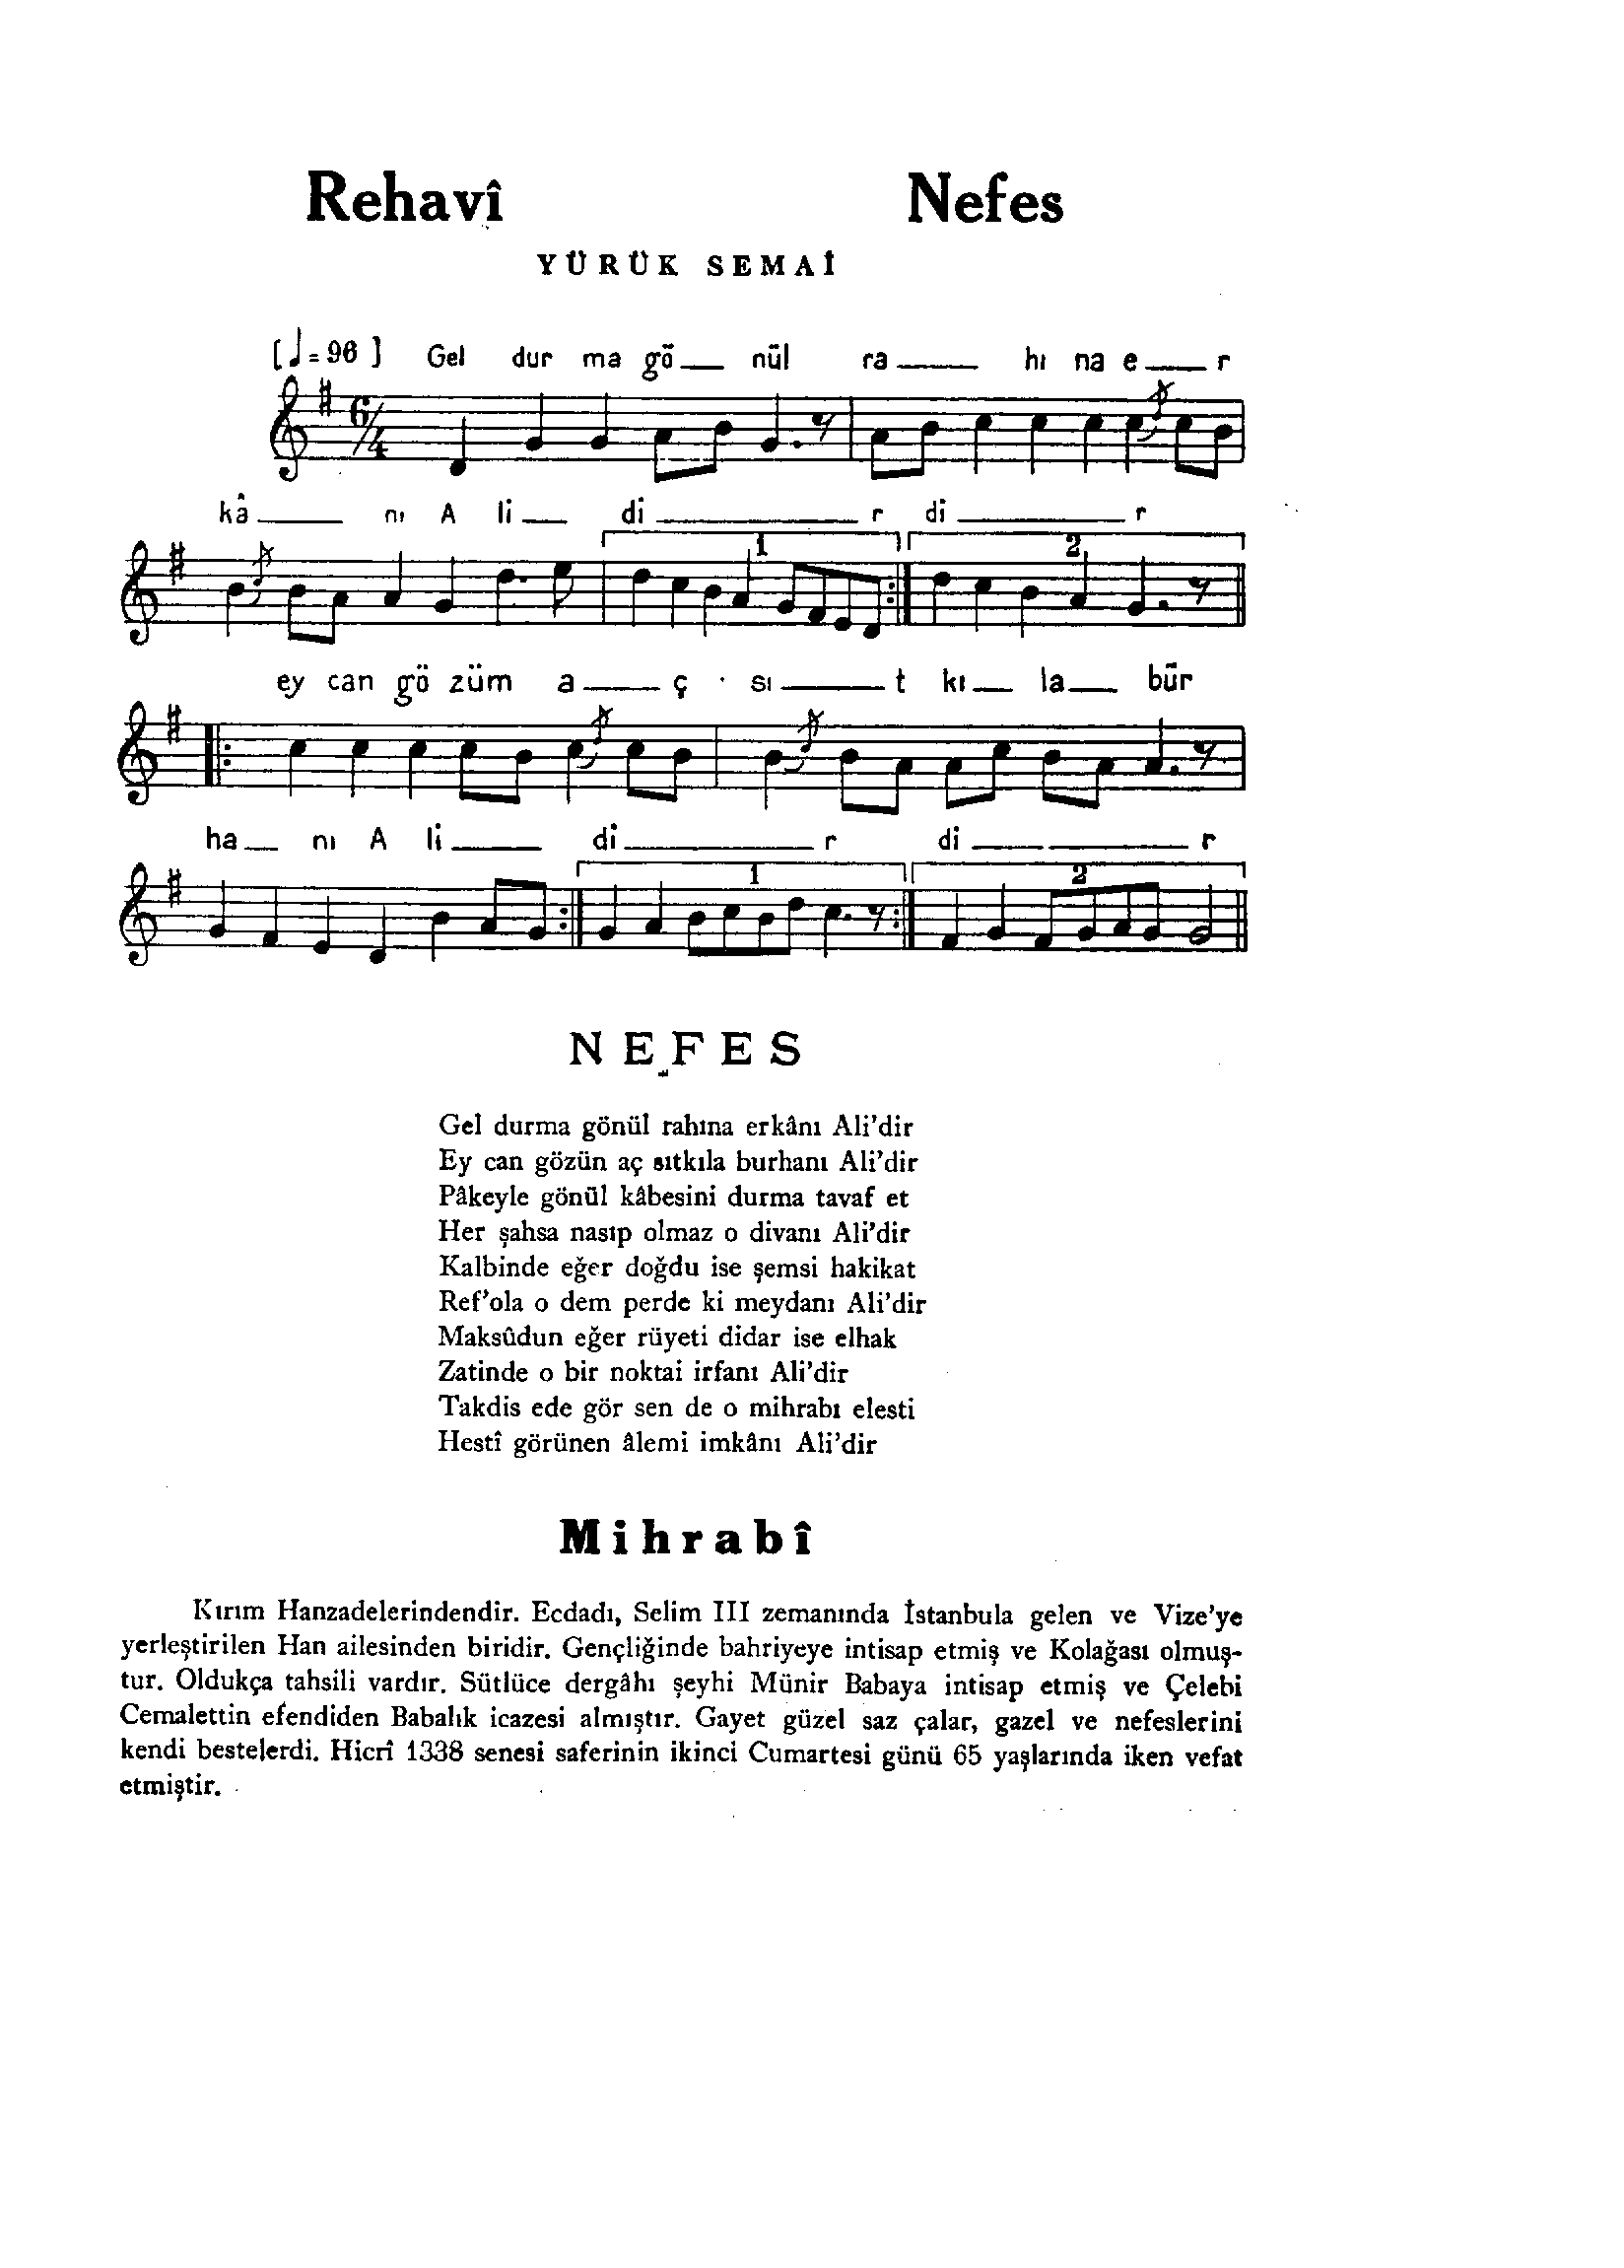 Rehavî Nefes
YÜRÜK SEMAİ
[♩=96] Gel dur ma gö nül ra hı na e r
6/4
kâ nı A li di r di r
1 2
ey can gö züm a ç sı t kı la bür
ha nı A li di r di r
1 2
NEFES
Gel durma gönül rahına erkânı Ali'dir
Ey can gözün aç sıtkıla burhanı Ali'dir
Pâkeyle gönül kâbesini durma tavaf et
Her şahsa nasıp olmaz o divanı Ali'dir
Kalbinde eğer doğdu ise şemsi hakikat
Ref'ola o dem perde ki meydanı Ali'dir
Maksûdun eğer rüyeti didar ise elhak
Zatinde o bir noktai irfanı Ali'dir
Takdis ede gör sen de o mihrabı elesti
Hestî görünen âlemi imkânı Ali'dir
Mihrabî
Kırım Hanzadelerindendir. Ecdadı, Selim III zemanında İstanbula gelen ve Vize'ye
yerleştirilen Han ailesinden biridir. Gençliğinde bahriyeye intisap etmiş ve Kolağası olmuş-
tur. Oldukça tahsili vardır. Sütlüce dergâhı şeyhi Münir Babaya intisap etmiş ve Çelebi
Cemalettin efendiden Babalık icazesi almıştır. Gayet güzel saz çalar, gazel ve nefeslerini
kendi bestelerdi. Hicrî 1338 senesi saferinin ikinci Cumartesi günü 65 yaşlarında iken vefat
etmiştir.